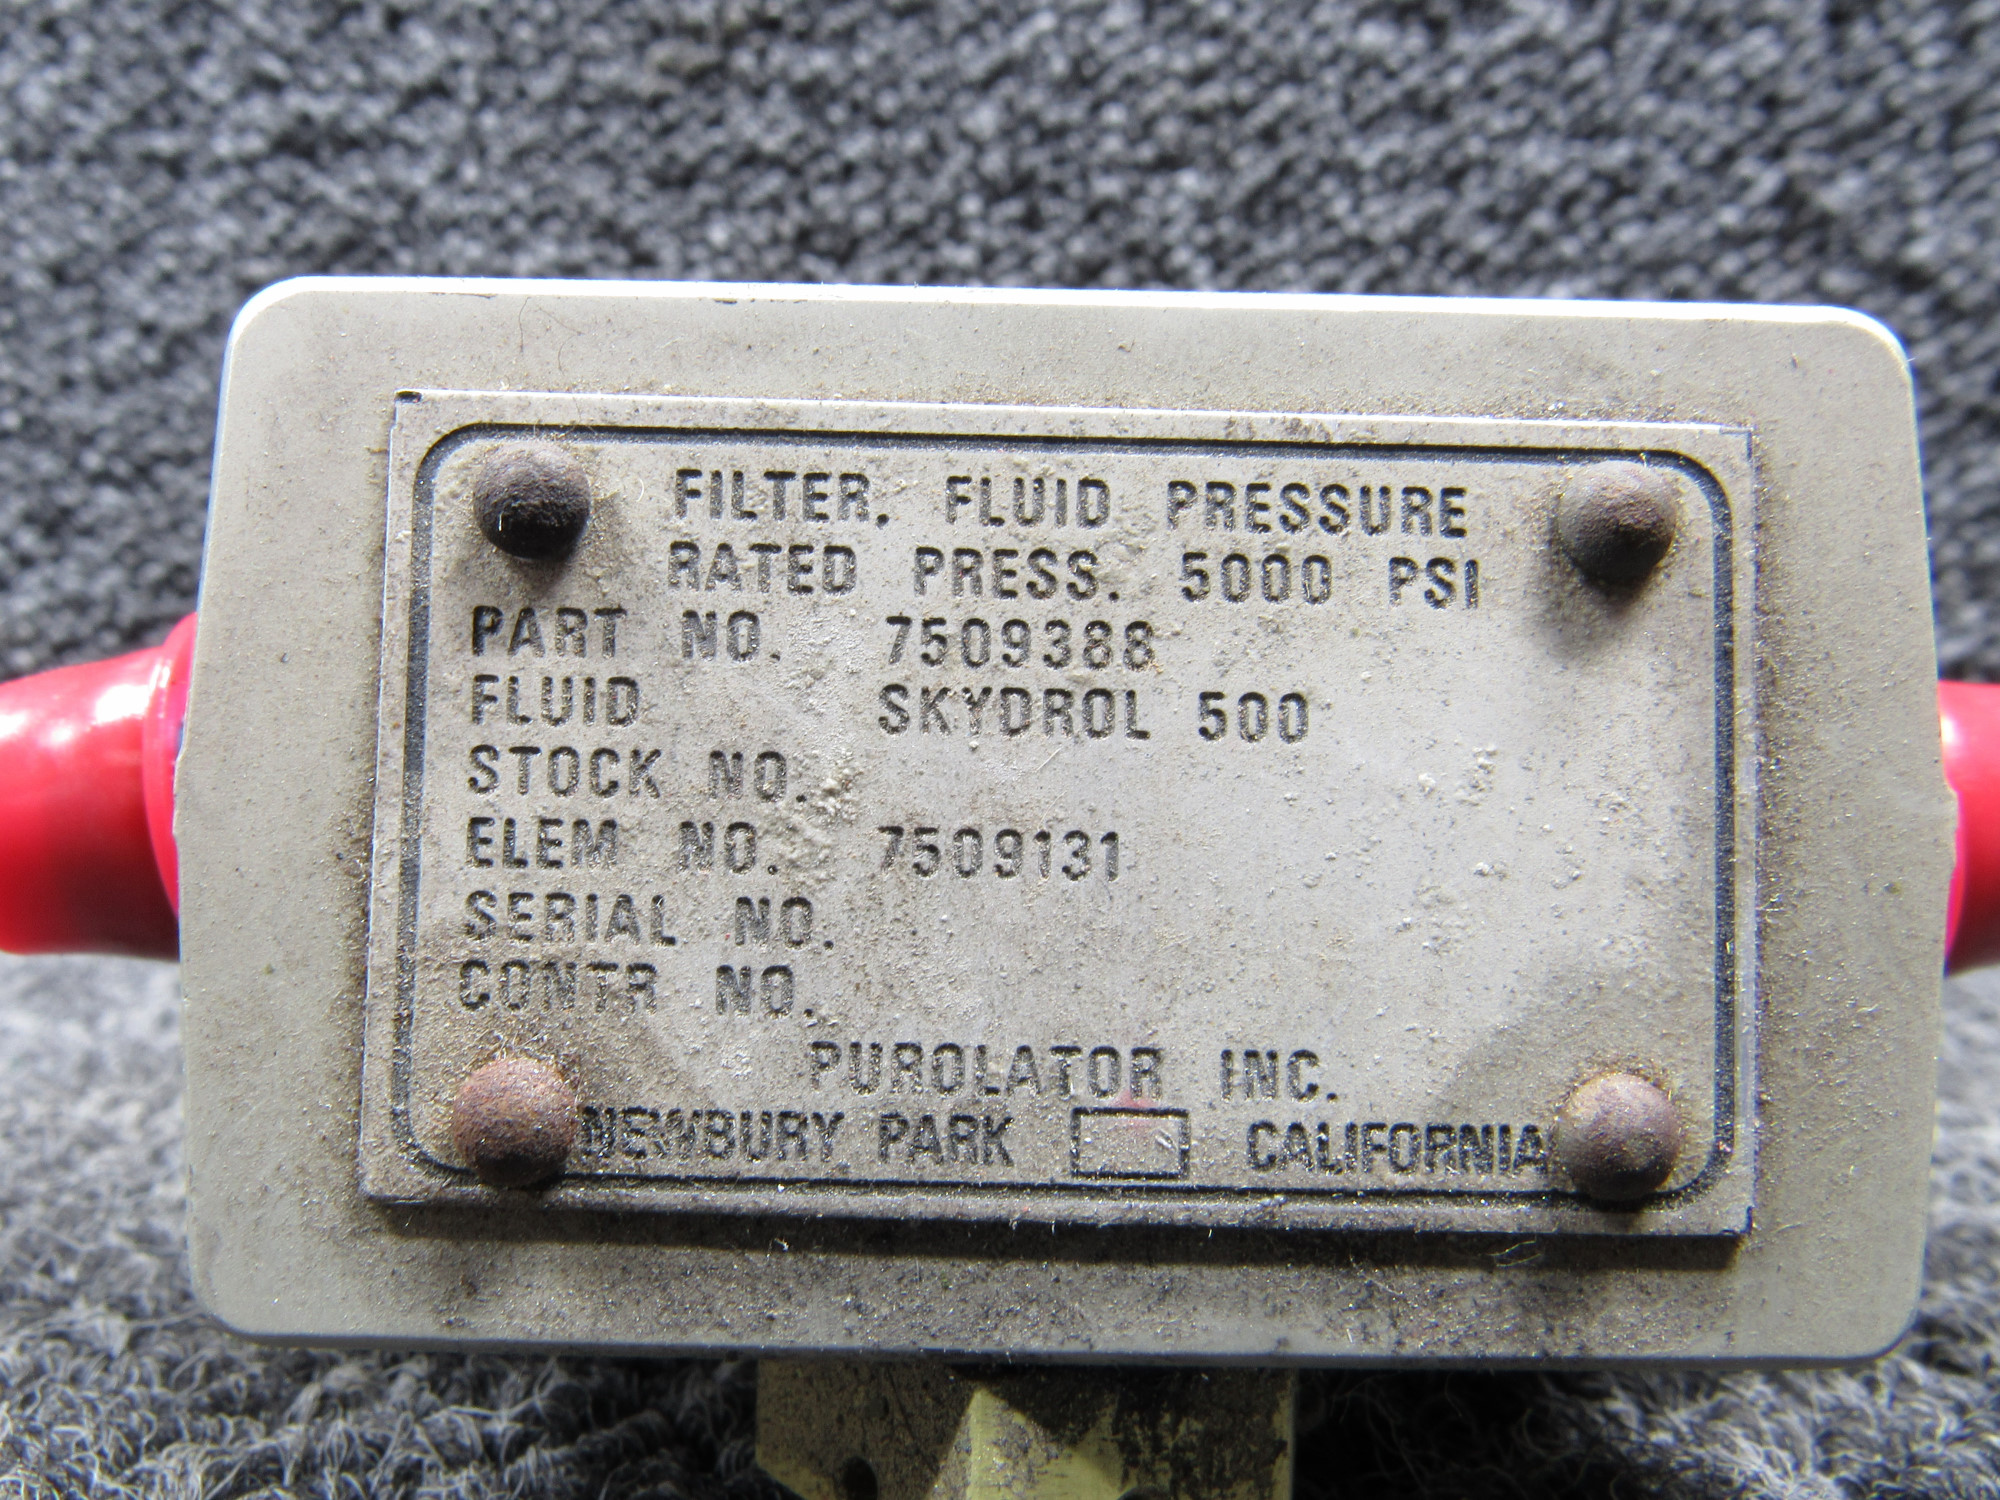 FILTER. FLUID PRESSURE
RATED PRESS. 5000 PSI
PART NO. 7509388
FLUID SKYDROL 500
STOCK NO.
ELEM NO. 7509131
SERIAL NO.
CONTR NO.
PUROLATOR INC.
NEWBURY PARK CALIFORNIA